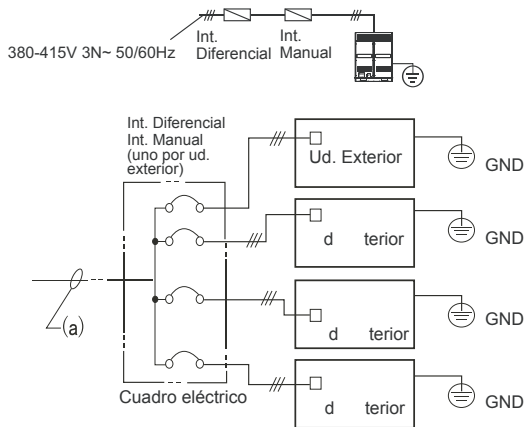 380-415V 3N~ 50/60Hz
Int.
Diferencial
Int.
Manual
Int. Diferencial
Int. Manual
(uno por ud.
exterior)
Ud. Exterior
GND
d terior
GND
d terior
GND
d terior
GND
(a)
Cuadro eléctrico